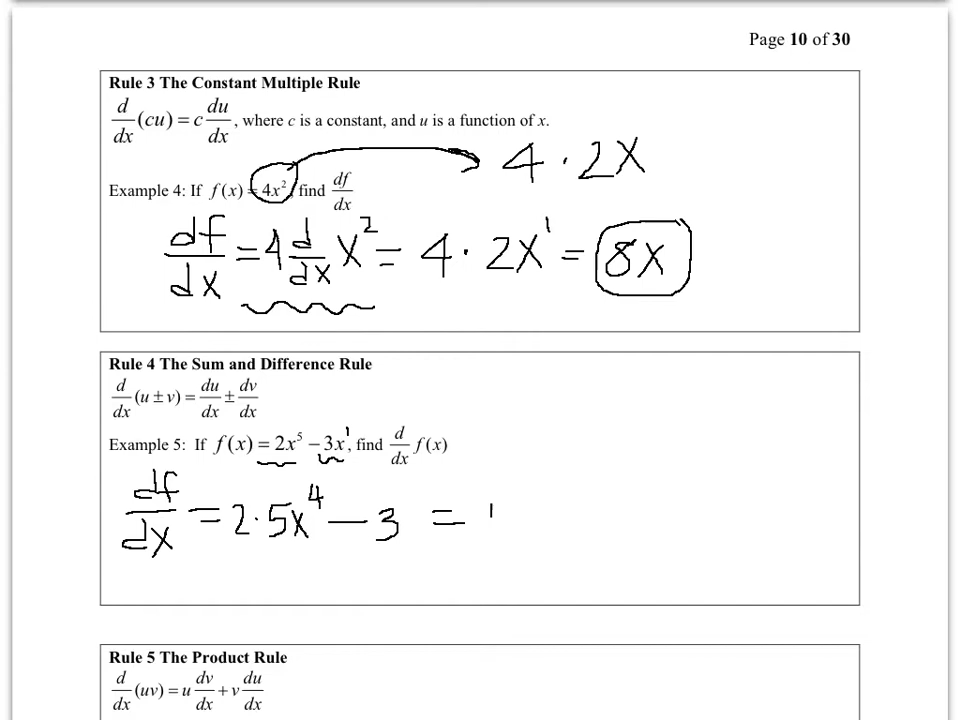 Page 10 of 30
Rule 3 The Constant Multiple Rule
d/dx (cu) = c du/dx , where c is a constant, and u is a function of x.
4 · 2x
Example 4: If f(x) = 4x², find df/dx
df/dx = 4 d/dx x² = 4 · 2x¹ = 8x
Rule 4 The Sum and Difference Rule
d/dx (u ± v) = du/dx ± dv/dx
Example 5: If f(x) = 2x⁵ − 3x¹, find d/dx f(x)
df/dx = 2·5x⁴ − 3 =
Rule 5 The Product Rule
d/dx (uv) = u dv/dx + v du/dx